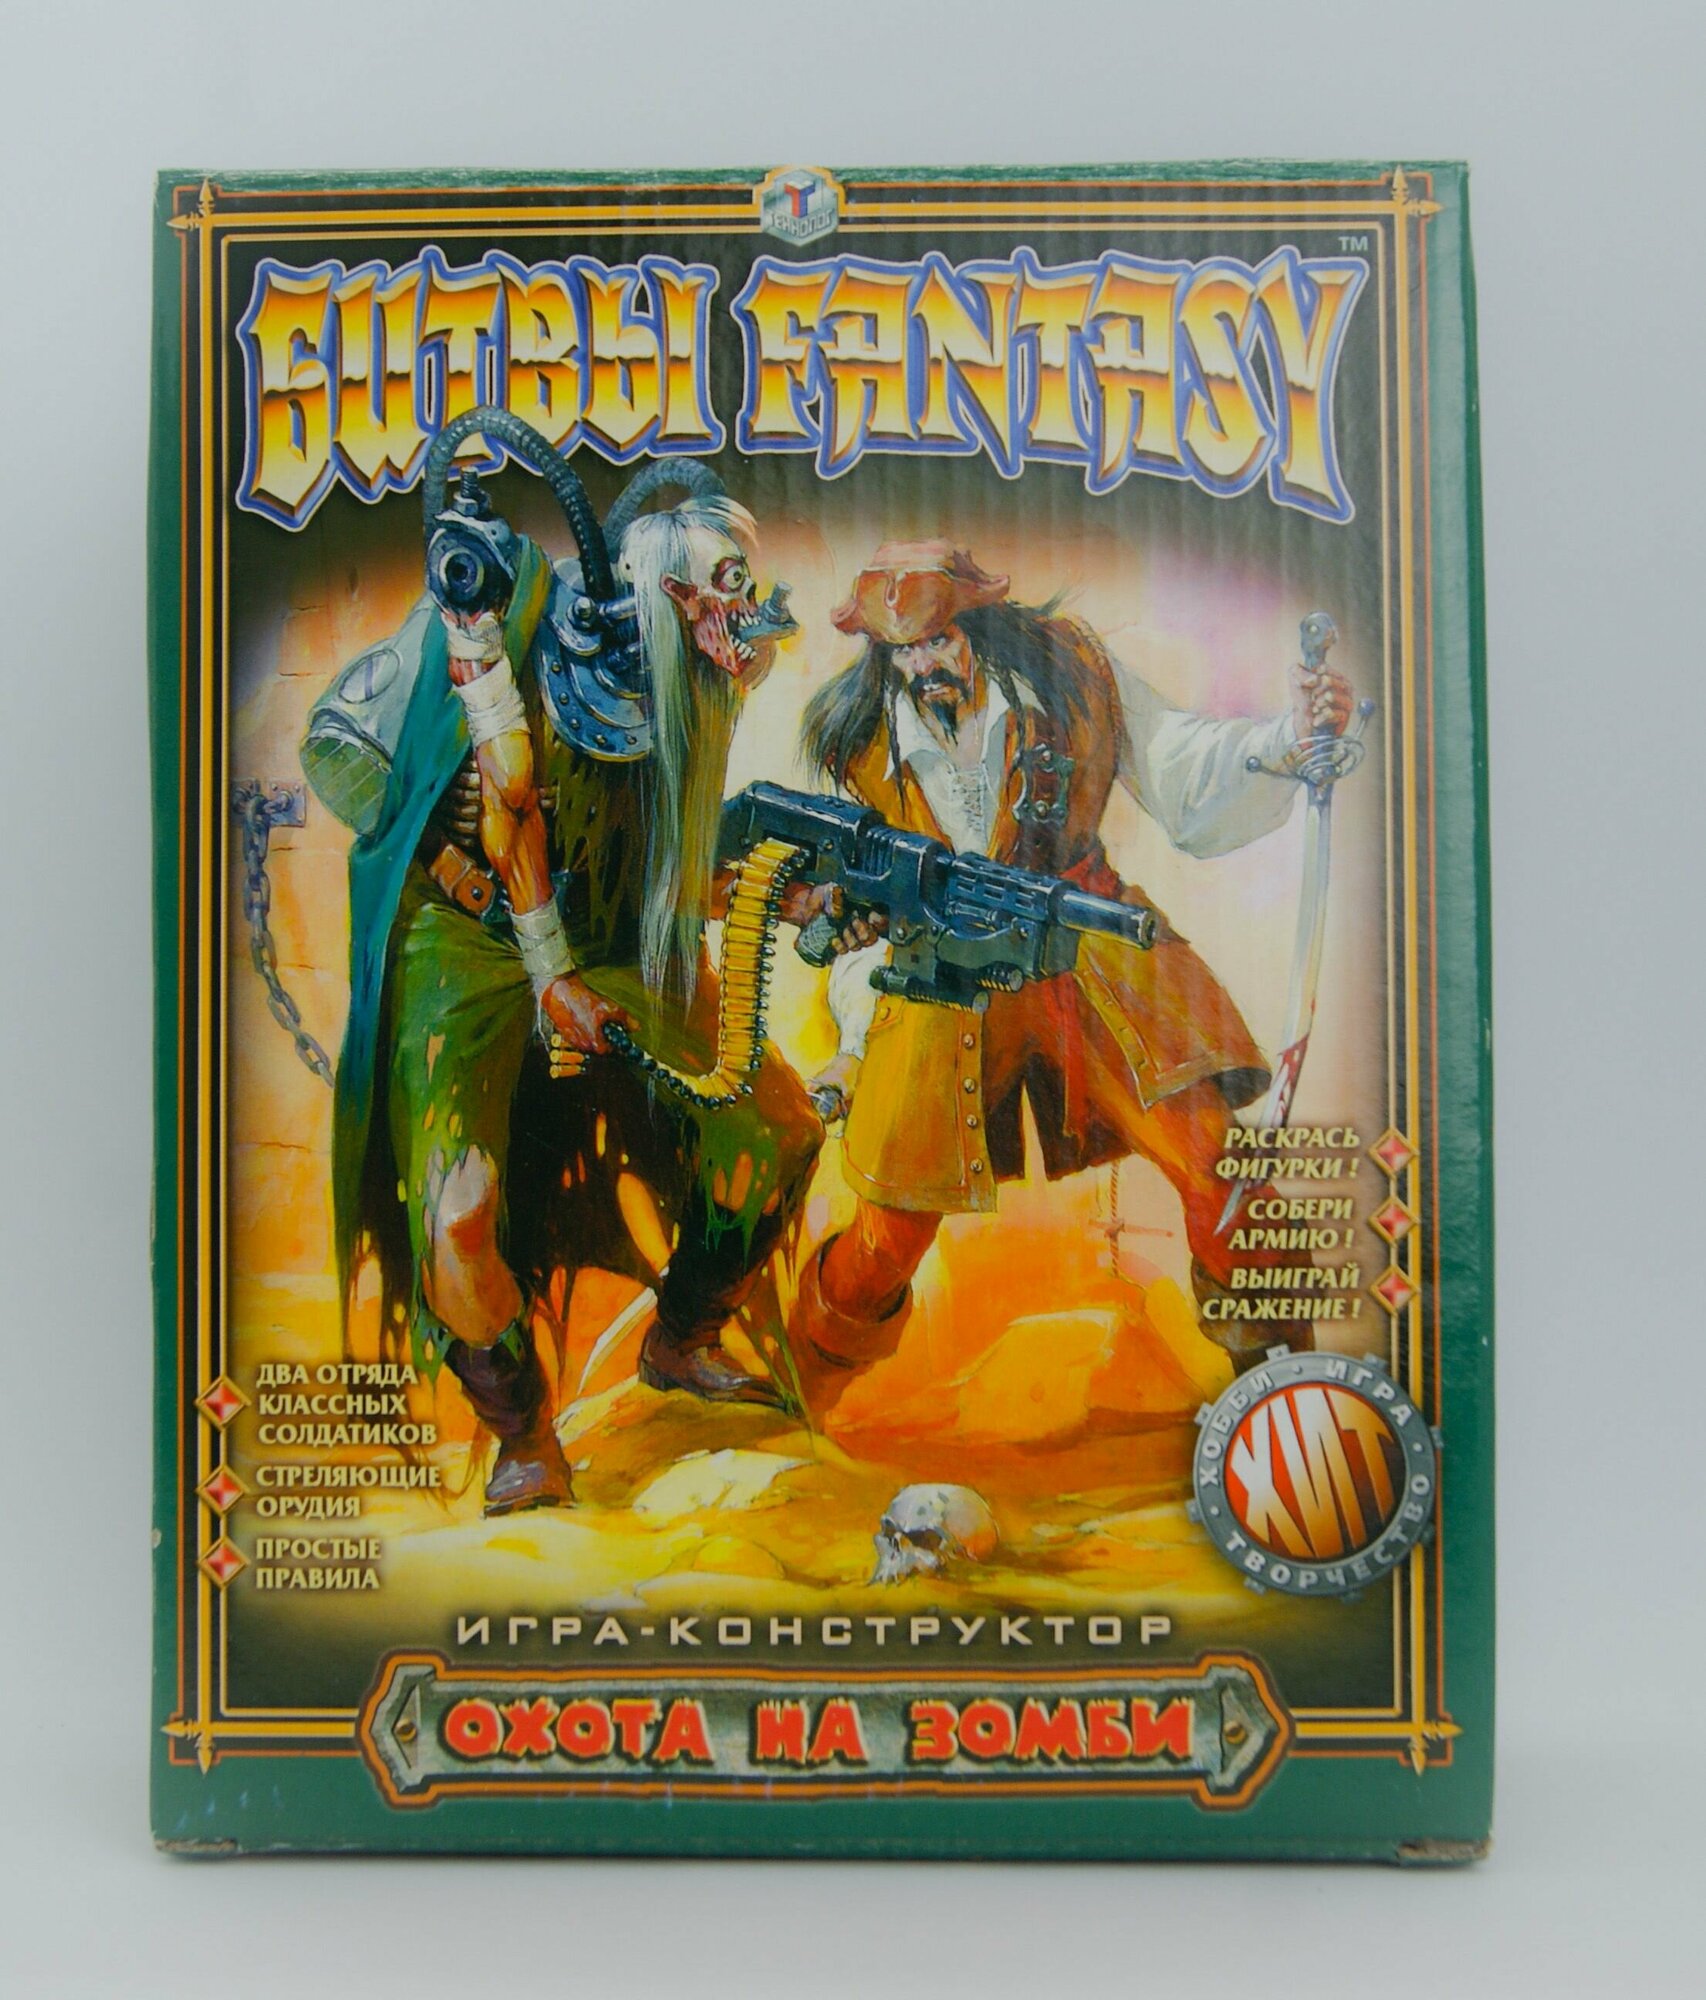 ТЕХНОЛОГ
БИТВЫ FANTASY TM
РАСКРАСЬ
ФИГУРКИ !
СОБЕРИ
АРМИЮ !
ВЫИГРАЙ
СРАЖЕНИЕ !
ДВА ОТРЯДА
КЛАССНЫХ
СОЛДАТИКОВ
СТРЕЛЯЮЩИЕ
ОРУДИЯ
ПРОСТЫЕ
ПРАВИЛА
ХОББИ · ИГРА · ТВОРЧЕСТВО ·
ХИТ
ИГРА-КОНСТРУКТОР
ОХОТА НА ЗОМБИ